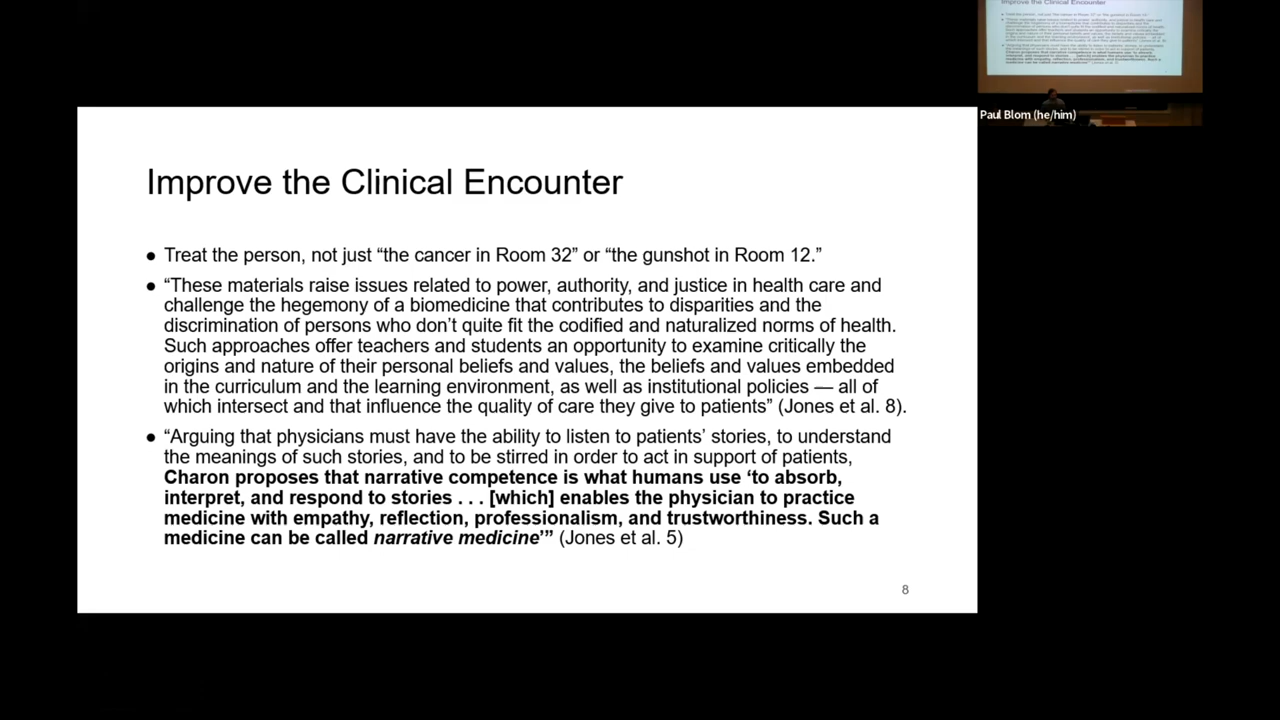 Improve the Clinical Encounter
Paul Blom (he/him)
Improve the Clinical Encounter
● Treat the person, not just “the cancer in Room 32” or “the gunshot in Room 12.”
● “These materials raise issues related to power, authority, and justice in health care and
challenge the hegemony of a biomedicine that contributes to disparities and the
discrimination of persons who don’t quite fit the codified and naturalized norms of health.
Such approaches offer teachers and students an opportunity to examine critically the
origins and nature of their personal beliefs and values, the beliefs and values embedded
in the curriculum and the learning environment, as well as institutional policies — all of
which intersect and that influence the quality of care they give to patients” (Jones et al. 8).
● “Arguing that physicians must have the ability to listen to patients’ stories, to understand
the meanings of such stories, and to be stirred in order to act in support of patients,
Charon proposes that narrative competence is what humans use ‘to absorb,
interpret, and respond to stories . . . [which] enables the physician to practice
medicine with empathy, reflection, professionalism, and trustworthiness. Such a
medicine can be called narrative medicine’” (Jones et al. 5)
8